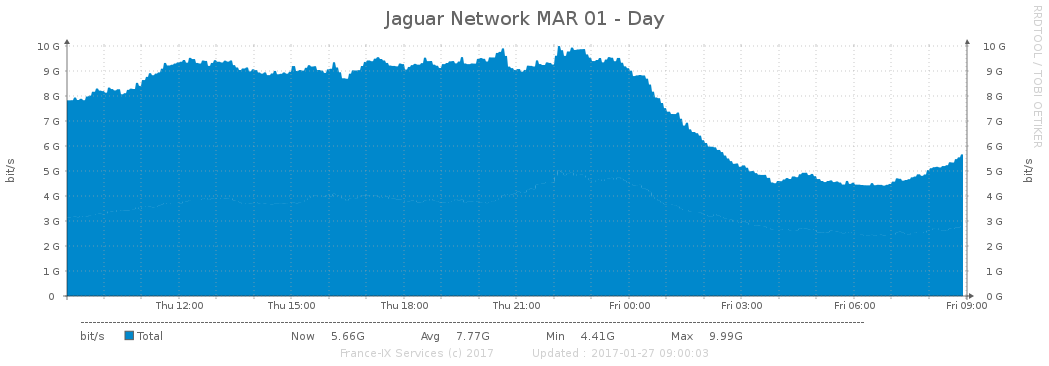 Jaguar Network MAR 01 - Day
RRDTOOL / TOBI OETIKER
bit/s
10 G
9 G
8 G
7 G
6 G
5 G
4 G
3 G
2 G
1 G
0
10 G
9 G
8 G
7 G
6 G
5 G
4 G
3 G
2 G
1 G
0 G
bit/s
Thu 12:00 Thu 15:00 Thu 18:00 Thu 21:00 Fri 00:00 Fri 03:00 Fri 06:00 Fri 09:00
bit/s Total Now 5.66G Avg 7.77G Min 4.41G Max 9.99G
France-IX Services (c) 2017 Updated : 2017-01-27 09:00:03